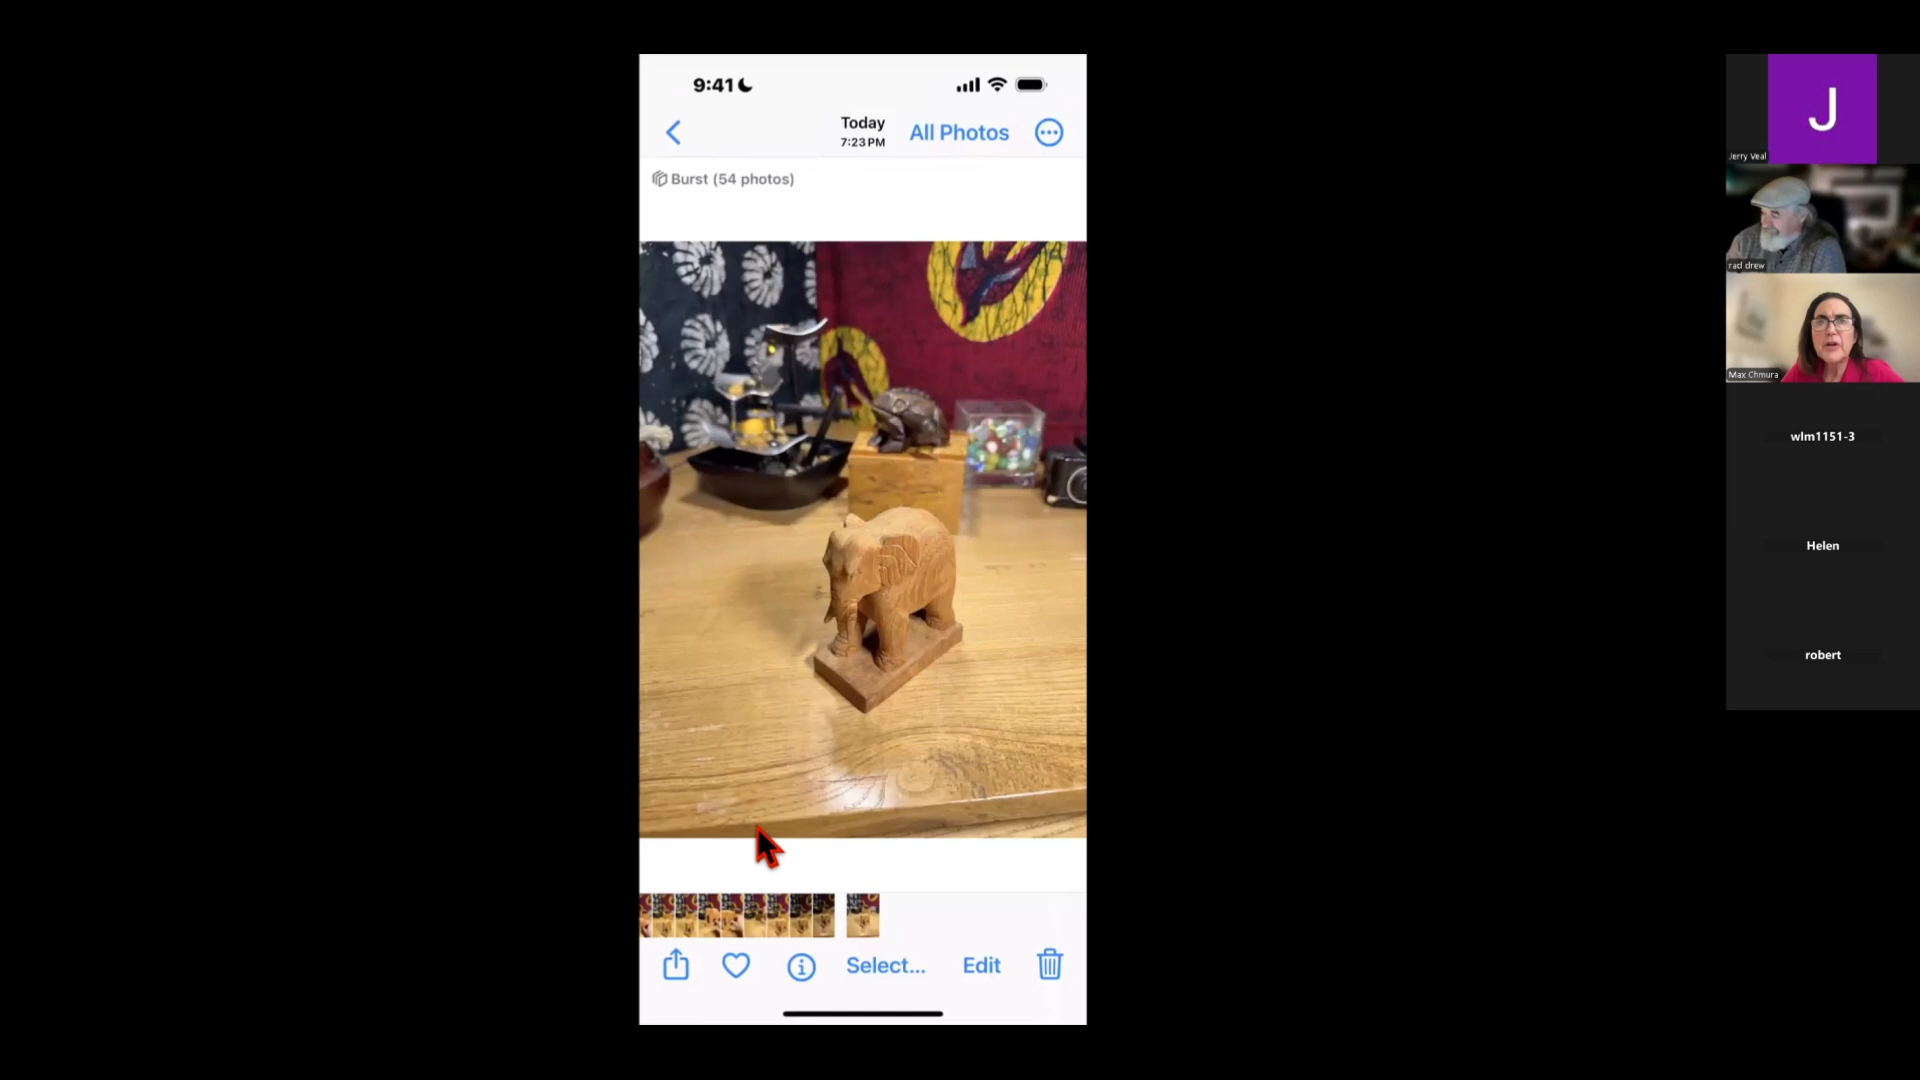 9:41
Today
7:23 PM
All Photos
Burst (54 photos)
Select...
Edit
J
Jerry Veal
rad drew
Max Chmura
wlm1151-3
Helen
robert